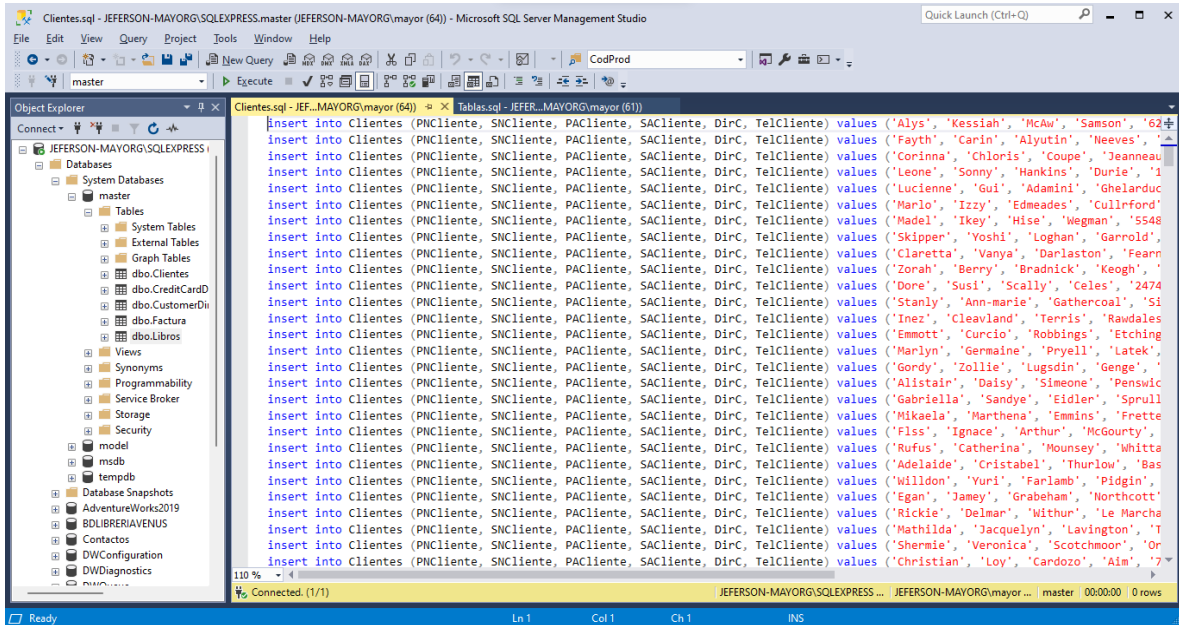 Clientes.sql - JEFERSON-MAYORG\SQLEXPRESS.master (JEFERSON-MAYORG\mayor (64)) - Microsoft SQL Server Management Studio
Quick Launch (Ctrl+Q)
File Edit View Query Project Tools Window Help
New Query MDX DMX XMLA DAX CodProd
master Execute
Object Explorer
Clientes.sql - JEF...MAYORG\mayor (64)) Tablas.sql - JEFER...MAYORG\mayor (61))
Connect
JEFERSON-MAYORG\SQLEXPRESS (
Databases
System Databases
master
Tables
System Tables
External Tables
Graph Tables
dbo.Clientes
dbo.CreditCardD
dbo.CustomerDi
dbo.Factura
dbo.Libros
Views
Synonyms
Programmability
Service Broker
Storage
Security
model
msdb
tempdb
Database Snapshots
AdventureWorks2019
BDLIBRERIAVENUS
Contactos
DWConfiguration
DWDiagnostics
insert into Clientes (PNCliente, SNCliente, PACliente, SACliente, DirC, TelCliente) values ('Alys', 'Kessiah', 'McAw', 'Samson', '62
insert into Clientes (PNCliente, SNCliente, PACliente, SACliente, DirC, TelCliente) values ('Fayth', 'Carin', 'Alyutin', 'Neeves', '
insert into Clientes (PNCliente, SNCliente, PACliente, SACliente, DirC, TelCliente) values ('Corinna', 'Chloris', 'Coupe', 'Jeanneau
insert into Clientes (PNCliente, SNCliente, PACliente, SACliente, DirC, TelCliente) values ('Leone', 'Sonny', 'Hankins', 'Durie', '1
insert into Clientes (PNCliente, SNCliente, PACliente, SACliente, DirC, TelCliente) values ('Lucienne', 'Gui', 'Adamini', 'Ghelarduc
insert into Clientes (PNCliente, SNCliente, PACliente, SACliente, DirC, TelCliente) values ('Marlo', 'Izzy', 'Edmeades', 'Cullrford'
insert into Clientes (PNCliente, SNCliente, PACliente, SACliente, DirC, TelCliente) values ('Madel', 'Ikey', 'Hise', 'Wegman', '5548
insert into Clientes (PNCliente, SNCliente, PACliente, SACliente, DirC, TelCliente) values ('Skipper', 'Yoshi', 'Loghan', 'Garrold',
insert into Clientes (PNCliente, SNCliente, PACliente, SACliente, DirC, TelCliente) values ('Claretta', 'Vanya', 'Darlaston', 'Fearn
insert into Clientes (PNCliente, SNCliente, PACliente, SACliente, DirC, TelCliente) values ('Zorah', 'Berry', 'Bradnick', 'Keogh', '
insert into Clientes (PNCliente, SNCliente, PACliente, SACliente, DirC, TelCliente) values ('Dore', 'Susi', 'Scally', 'Celes', '2474
insert into Clientes (PNCliente, SNCliente, PACliente, SACliente, DirC, TelCliente) values ('Stanly', 'Ann-marie', 'Gathercoal', 'Si
insert into Clientes (PNCliente, SNCliente, PACliente, SACliente, DirC, TelCliente) values ('Inez', 'Cleavland', 'Terris', 'Rawdales
insert into Clientes (PNCliente, SNCliente, PACliente, SACliente, DirC, TelCliente) values ('Emmott', 'Curcio', 'Robbings', 'Etching
insert into Clientes (PNCliente, SNCliente, PACliente, SACliente, DirC, TelCliente) values ('Marlyn', 'Germaine', 'Pryell', 'Latek',
insert into Clientes (PNCliente, SNCliente, PACliente, SACliente, DirC, TelCliente) values ('Gordy', 'Zollie', 'Lugsdin', 'Genge', '
insert into Clientes (PNCliente, SNCliente, PACliente, SACliente, DirC, TelCliente) values ('Alistair', 'Daisy', 'Simeone', 'Penswic
insert into Clientes (PNCliente, SNCliente, PACliente, SACliente, DirC, TelCliente) values ('Gabriella', 'Sandye', 'Eidler', 'Sprull
insert into Clientes (PNCliente, SNCliente, PACliente, SACliente, DirC, TelCliente) values ('Mikaela', 'Marthena', 'Emmins', 'Frette
insert into Clientes (PNCliente, SNCliente, PACliente, SACliente, DirC, TelCliente) values ('Flss', 'Ignace', 'Arthur', 'McGourty',
insert into Clientes (PNCliente, SNCliente, PACliente, SACliente, DirC, TelCliente) values ('Rufus', 'Catherina', 'Mounsey', 'Whitta
insert into Clientes (PNCliente, SNCliente, PACliente, SACliente, DirC, TelCliente) values ('Adelaide', 'Cristabel', 'Thurlow', 'Bas
insert into Clientes (PNCliente, SNCliente, PACliente, SACliente, DirC, TelCliente) values ('Willdon', 'Yuri', 'Farlamb', 'Pidgin',
insert into Clientes (PNCliente, SNCliente, PACliente, SACliente, DirC, TelCliente) values ('Egan', 'Jamey', 'Grabeham', 'Northcott'
insert into Clientes (PNCliente, SNCliente, PACliente, SACliente, DirC, TelCliente) values ('Rickie', 'Delmar', 'Withur', 'Le Marcha
insert into Clientes (PNCliente, SNCliente, PACliente, SACliente, DirC, TelCliente) values ('Mathilda', 'Jacquelyn', 'Lavington', 'T
insert into Clientes (PNCliente, SNCliente, PACliente, SACliente, DirC, TelCliente) values ('Shermie', 'Veronica', 'Scotchmoor', 'Or
insert into Clientes (PNCliente, SNCliente, PACliente, SACliente, DirC, TelCliente) values ('Christian', 'Loy', 'Cardozo', 'Aim', '7
110 %
Connected. (1/1) JEFERSON-MAYORG\SQLEXPRESS ... JEFERSON-MAYORG\mayor ... master 00:00:00 0 rows
Ready Ln 1 Col 1 Ch 1 INS